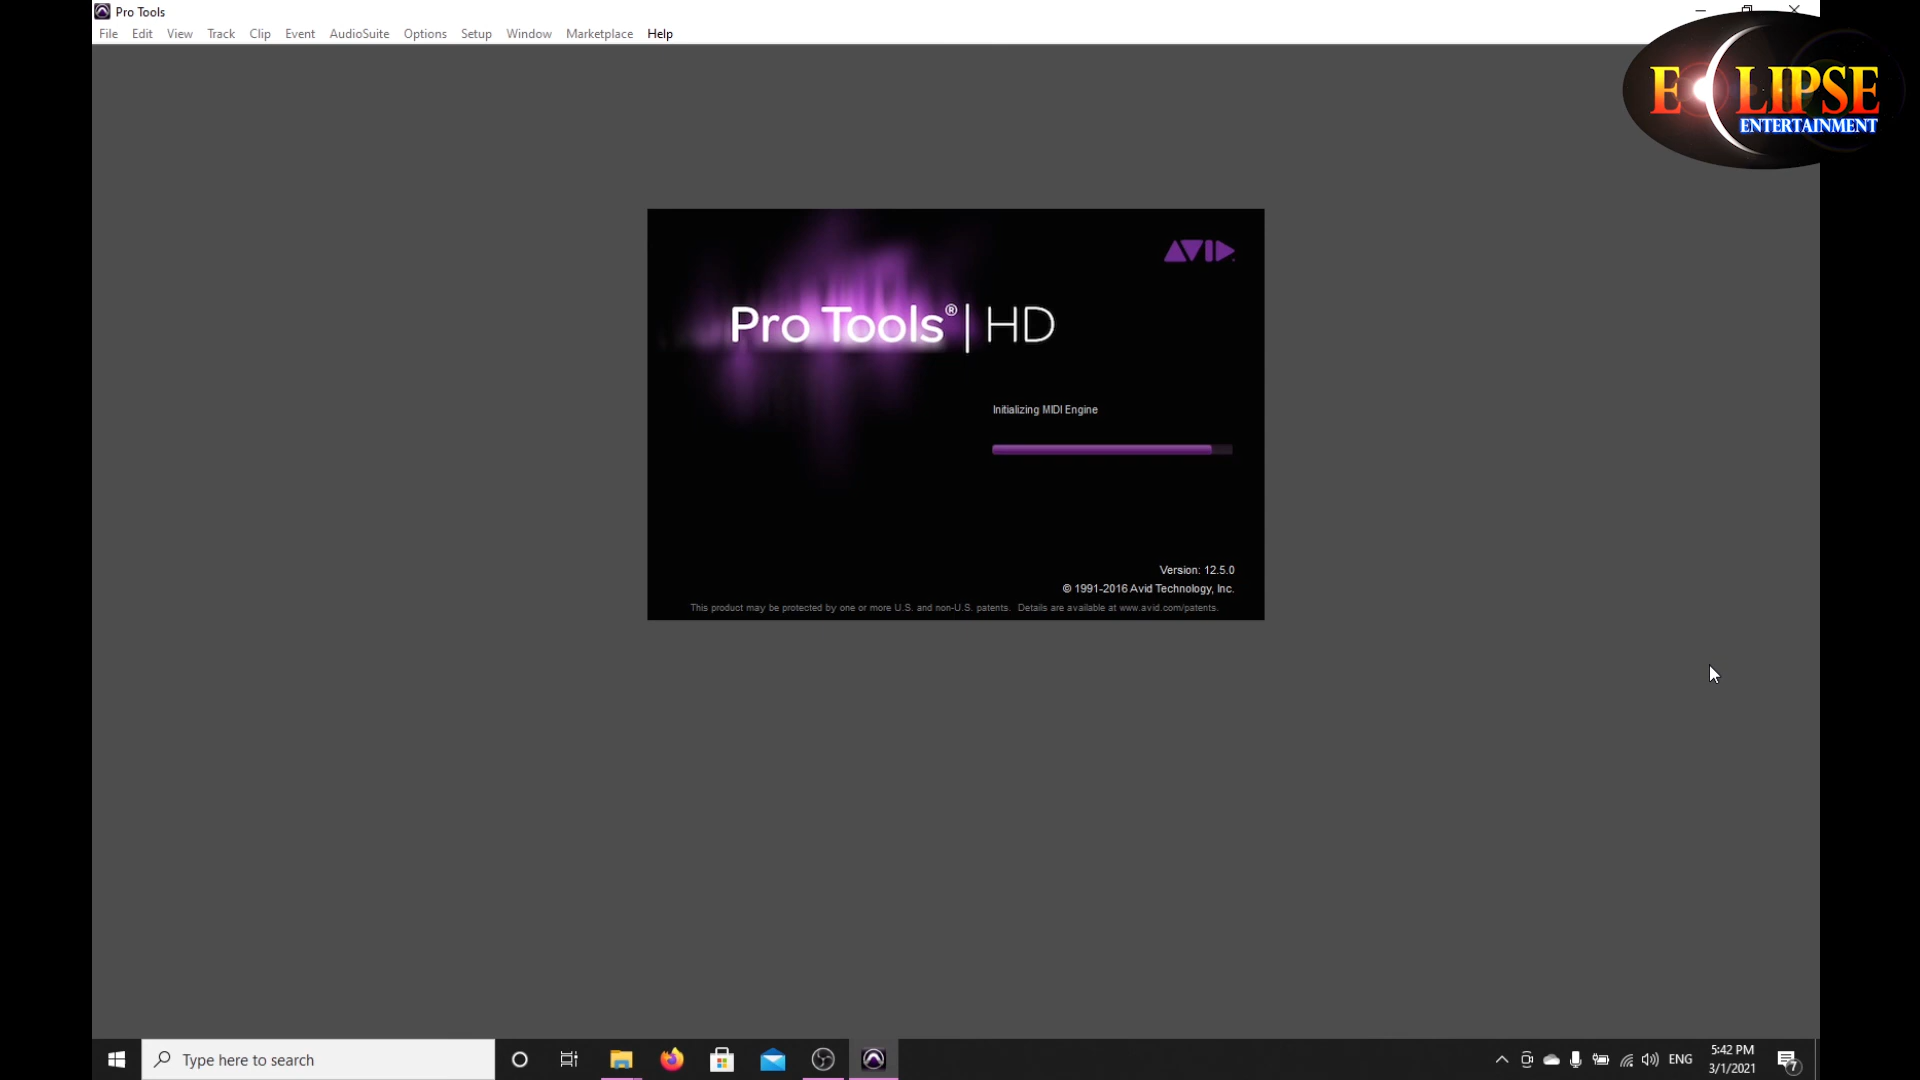 Pro Tools
File Edit View Track Clip Event AudioSuite Options Setup Window Marketplace Help
ECLIPSE
ENTERTAINMENT
AVID
Pro Tools® | HD
Initializing MIDI Engine
Version: 12.5.0
© 1991-2016 Avid Technology, Inc.
This product may be protected by one or more U.S. and non-U.S. patents. Details are available at www.avid.com/patents.
Type here to search
ENG
5:42 PM
3/1/2021
7